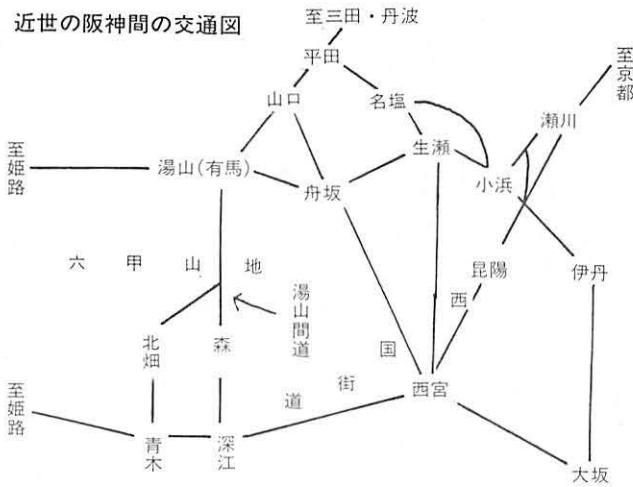 近世の阪神間の交通図
至三田・丹波
平田
至京都
山口
名塩
瀬川
生瀬
至姫路
湯山(有馬)
舟坂
小浜
六甲山地
昆陽
伊丹
湯山間道
北畑
森
西国街道
至姫路
西宮
青木
深江
大坂